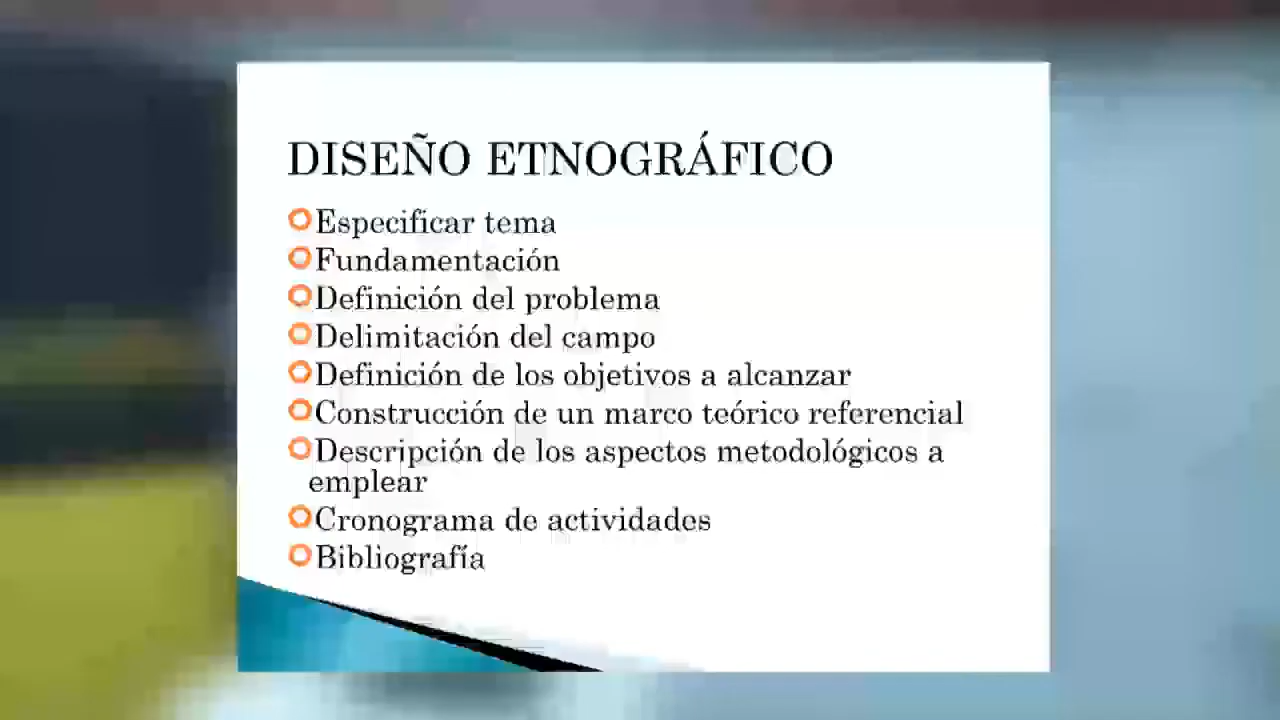 DISEÑO ETNOGRÁFICO
Especificar tema
Fundamentación
Definición del problema
Delimitación del campo
Definición de los objetivos a alcanzar
Construcción de un marco teórico referencial
Descripción de los aspectos metodológicos a
emplear
Cronograma de actividades
Bibliografía